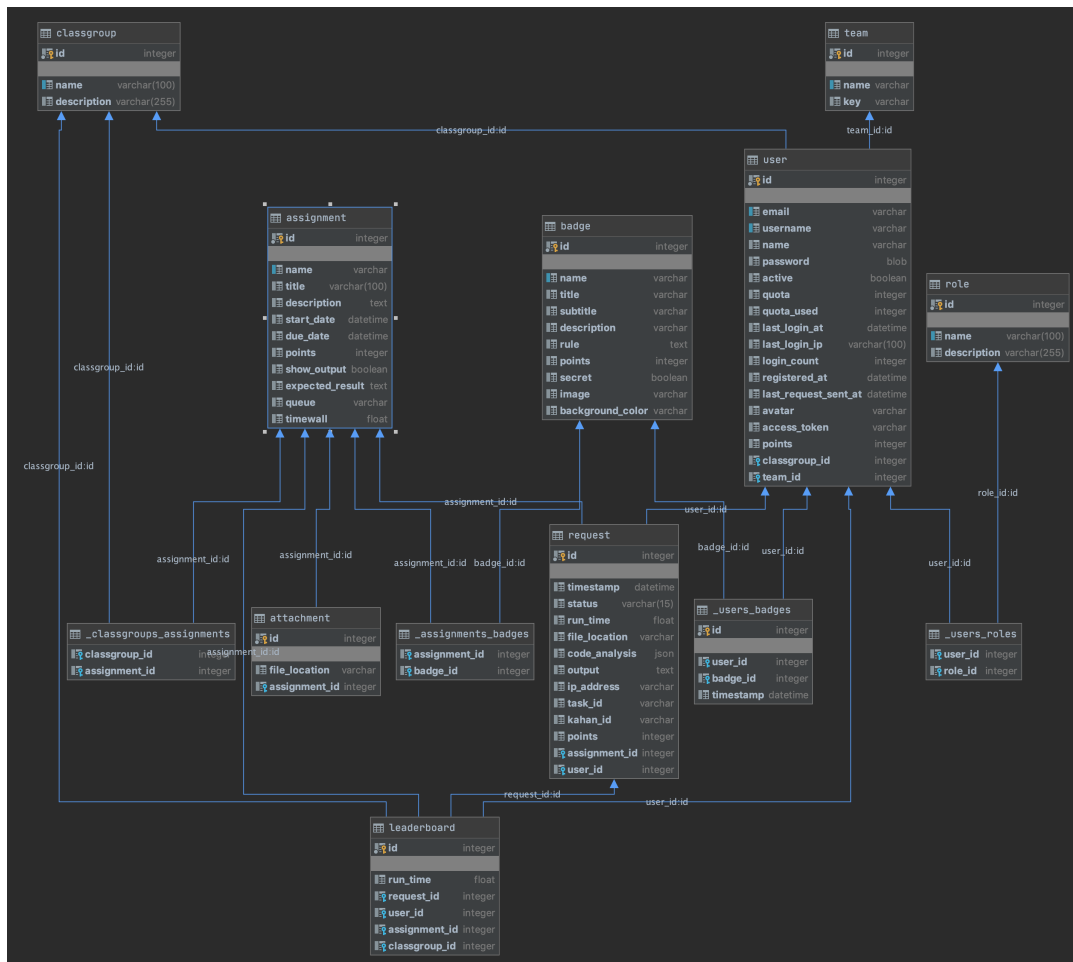 classgroup
id integer
name varchar(100)
description varchar(255)
team
id integer
name varchar
key varchar
classgroup_id:id
team_id:id
user
id integer
email varchar
username varchar
name varchar
password blob
active boolean
quota integer
quota_used integer
last_login_at datetime
last_login_ip varchar(100)
login_count integer
registered_at datetime
last_request_sent_at datetime
avatar varchar
access_token varchar
points integer
classgroup_id integer
team_id integer
assignment
id integer
name varchar
title varchar(100)
description text
start_date datetime
due_date datetime
points integer
show_output boolean
expected_result text
queue varchar
timewall float
badge
id integer
name varchar
title varchar
subtitle varchar
description varchar
rule text
points integer
secret boolean
image varchar
background_color varchar
role
id integer
name varchar(100)
description varchar(255)
classgroup_id:id
classgroup_id:id
assignment_id:id
user_id:id
role_id:id
assignment_id:id
assignment_id:id
assignment_id:id
badge_id:id
badge_id:id
user_id:id
user_id:id
request
id integer
timestamp datetime
status varchar(15)
run_time float
file_location varchar
code_analysis json
output text
ip_address varchar
task_id varchar
kahan_id varchar
points integer
assignment_id integer
user_id integer
_classgroups_assignments
classgroup_id integer
assignment_id integer
assignment_id:id
attachment
id integer
file_location varchar
assignment_id integer
_assignments_badges
assignment_id integer
badge_id integer
_users_badges
id integer
user_id integer
badge_id integer
timestamp datetime
_users_roles
user_id integer
role_id integer
request_id:id
user_id:id
leaderboard
id integer
run_time float
request_id integer
user_id integer
assignment_id integer
classgroup_id integer